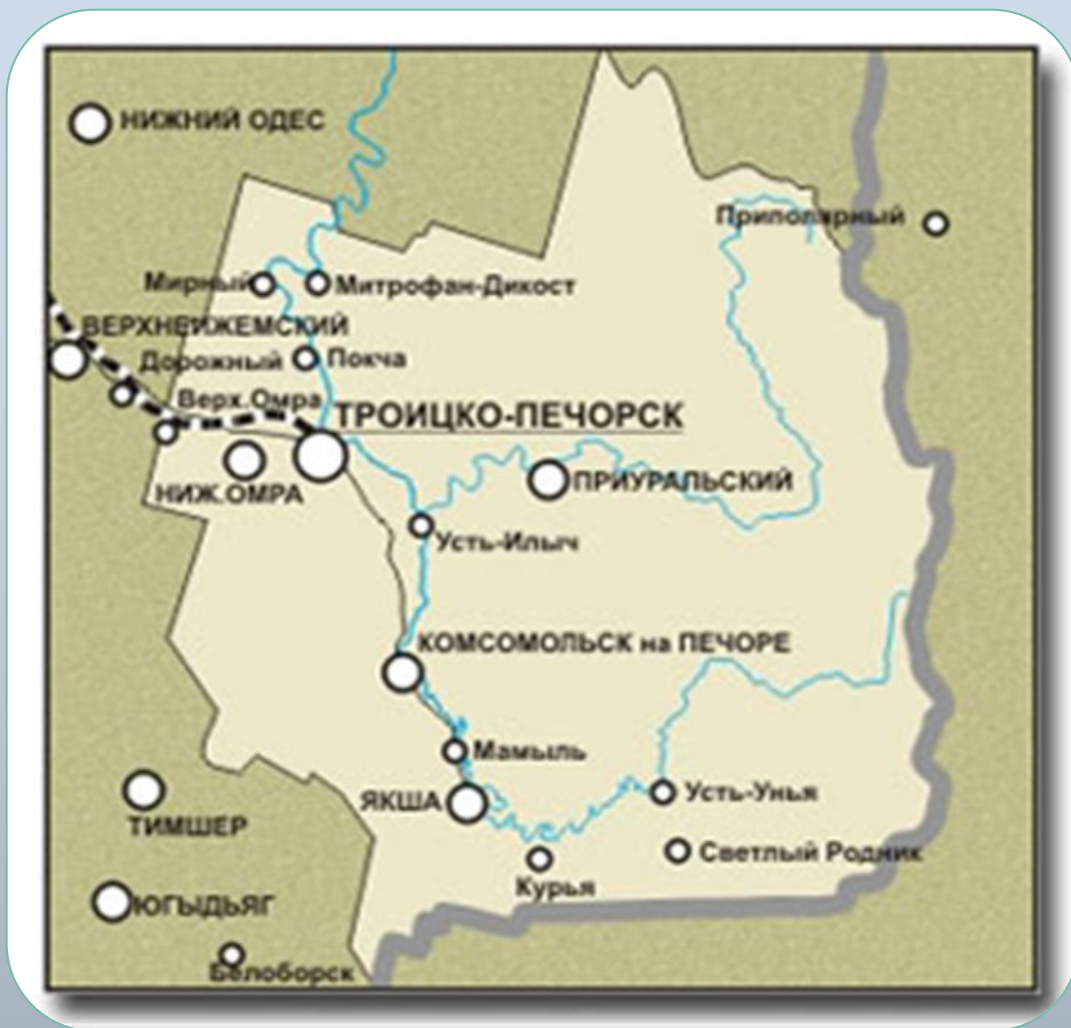 НИЖНИЙ ОДЕС
Приполярный
Мирный
Митрофан-Дикост
ВЕРХНЕИЖЕМСКИЙ
Дорожный
Покча
Верх.Омра
ТРОИЦКО-ПЕЧОРСК
НИЖ.ОМРА
ПРИУРАЛЬСКИЙ
Усть-Илыч
КОМСОМОЛЬСК на ПЕЧОРЕ
Мамыль
ЯКША
Усть-Унья
ТИМШЕР
Светлый Родник
Курья
ЮГЫДЬЯГ
Белоборск